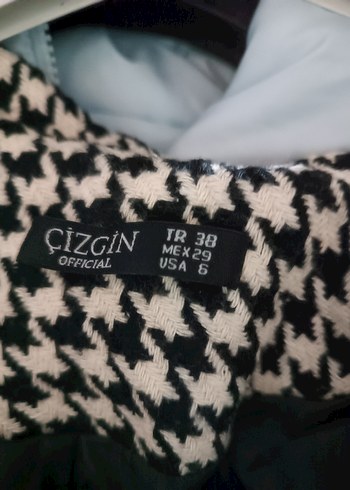 ÇİZGİN
OFFICIAL
TR 38
MEX 29
USA 6